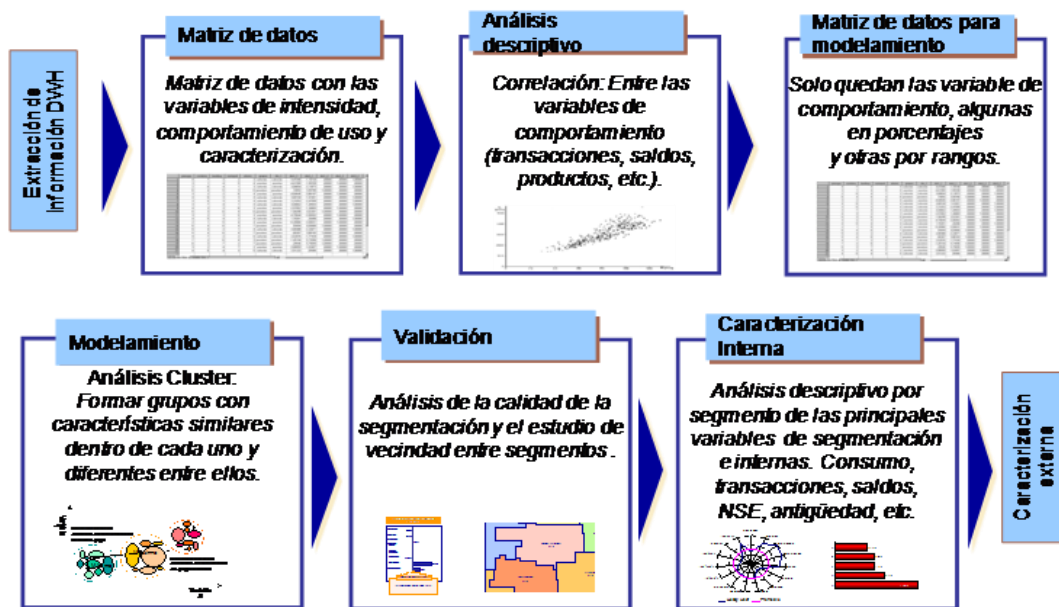 Extracción de
Información DWH
Matriz de datos
Matriz de datos con las
variables de intensidad,
comportamiento de uso y
caracterización.
Análisis
descriptivo
Correlación: Entre las
variables de
comportamiento
(transacciones, saldos,
productos, etc.).
Matriz de datos para
modelamiento
Solo quedan las variable de
comportamiento, algunas
en porcentajes
y otras por rangos.
Modelamiento
Análisis Cluster:
Formar grupos con
características similares
dentro de cada uno y
diferentes entre ellos.
Validación
Análisis de la calidad de la
segmentación y el estudio de
vecindad entre segmentos .
Caracterización
Interna
Análisis descriptivo por
segmento de las principales
variables de segmentación
e internas. Consumo,
transacciones, saldos,
NSE, antigüedad, etc.
Caracterización
externa